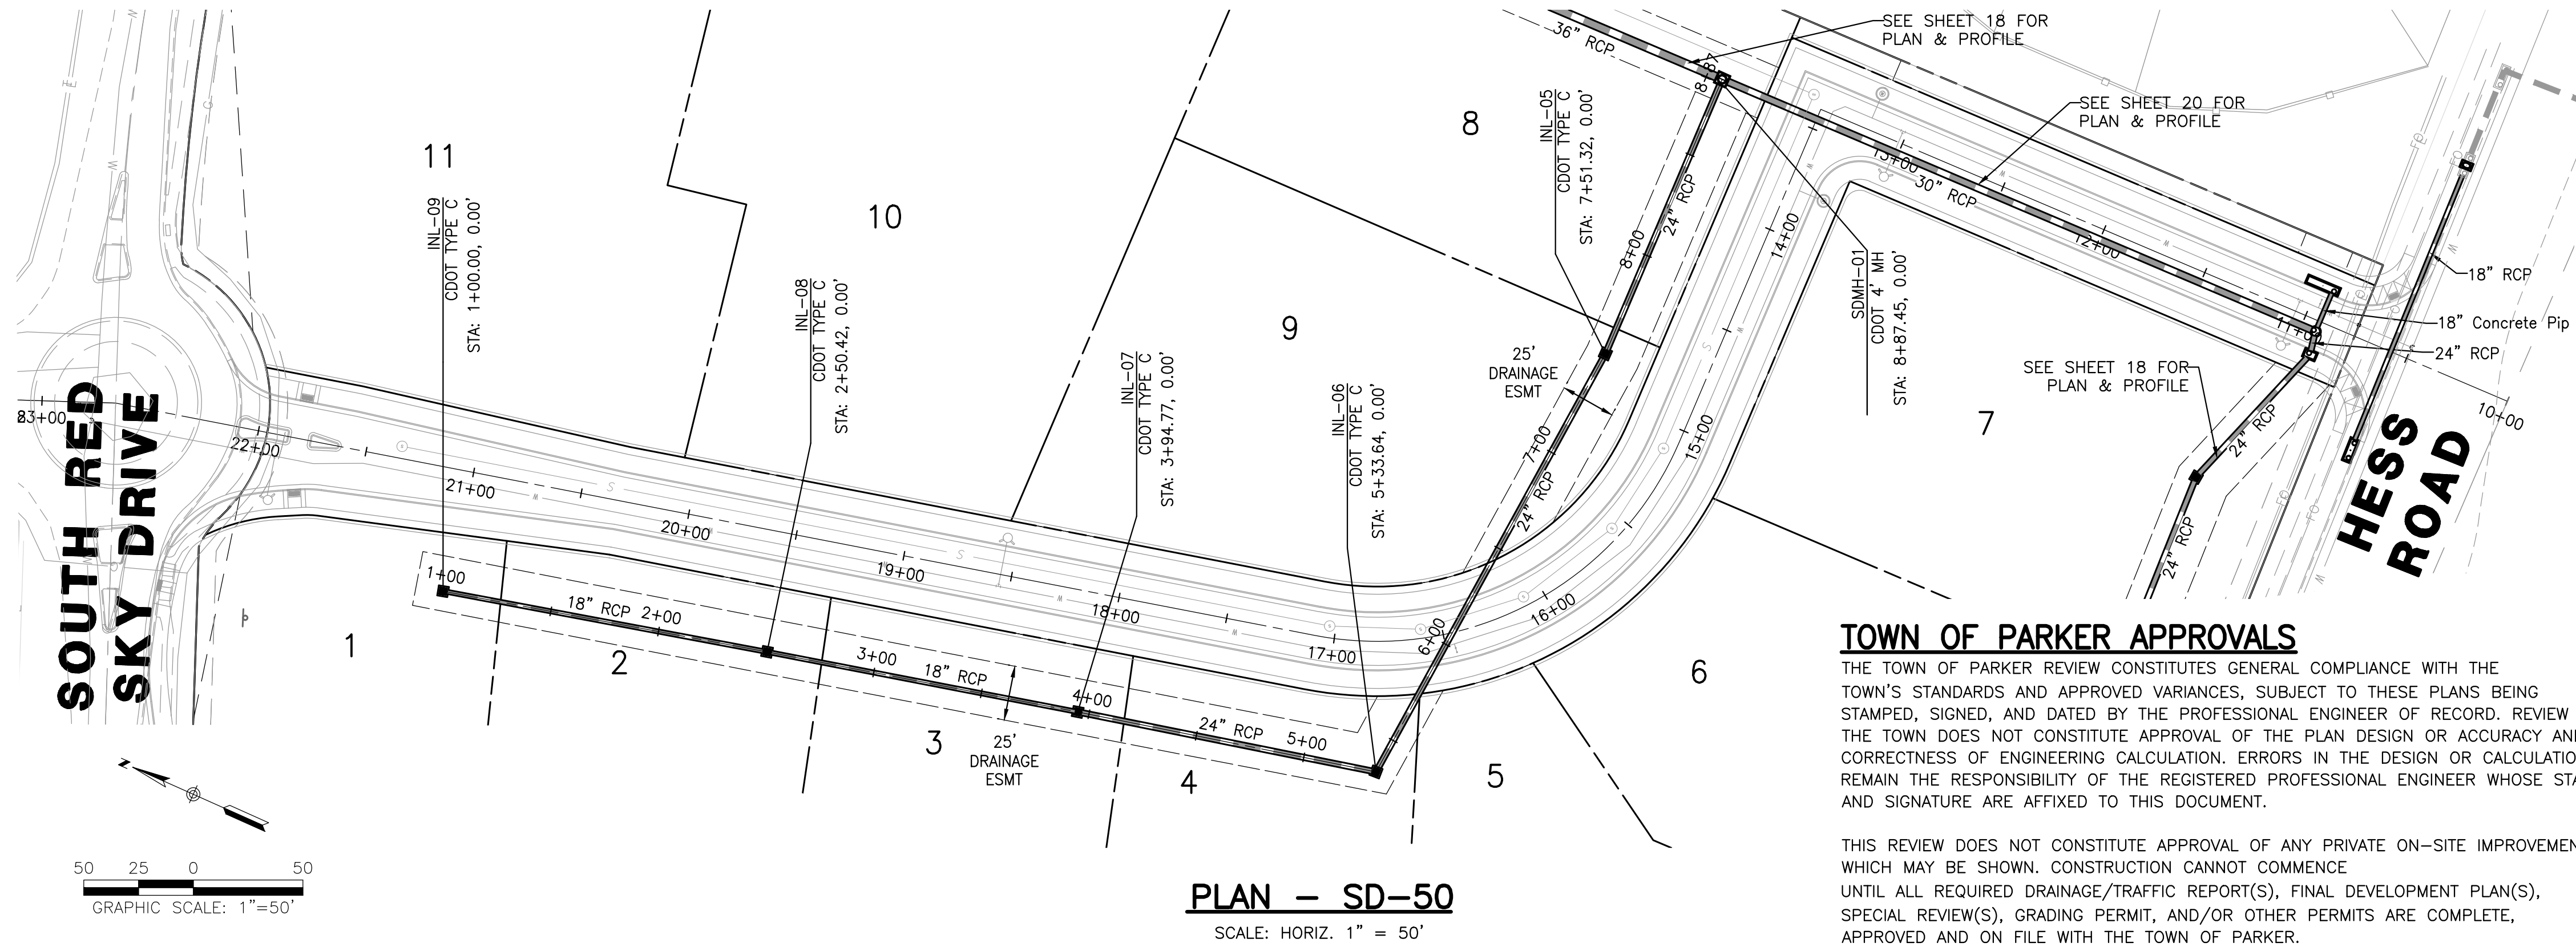 SEE SHEET 18 FOR
PLAN & PROFILE
36" RCP
8+87
SEE SHEET 20 FOR
PLAN & PROFILE
8
INL-05
CDOT TYPE C
STA: 7+51.32, 0.00'
11
10
9
INL-09
CDOT TYPE C
STA: 1+00.00, 0.00'
INL-08
CDOT TYPE C
STA: 2+50.42, 0.00'
INL-07
CDOT TYPE C
STA: 3+94.77, 0.00'
INL-06
CDOT TYPE C
STA: 5+33.64, 0.00'
SDMH-01
CDOT 4' MH
STA: 8+87.45, 0.00'
24" RCP
8+00
13+00
30" RCP
12+00
14+00
11+00
18" RCP
18" Concrete Pip
24" RCP
10+00
SEE SHEET 18 FOR
PLAN & PROFILE
7
24" RCP
24" RCP
HESS
ROAD
25'
DRAINAGE
ESMT
7+00
24" RCP
15+00
16+00
6+00
17+00
18+00
19+00
20+00
21+00
22+00
23+00
SOUTH RED
SKY DRIVE
1+00
18" RCP
2+00
3+00
18" RCP
4+00
24" RCP
5+00
1
2
3
4
5
6
25'
DRAINAGE
ESMT
N
50 25 0 50
GRAPHIC SCALE: 1"=50'
PLAN - SD-50
SCALE: HORIZ. 1" = 50'
TOWN OF PARKER APPROVALS
THE TOWN OF PARKER REVIEW CONSTITUTES GENERAL COMPLIANCE WITH THE
TOWN'S STANDARDS AND APPROVED VARIANCES, SUBJECT TO THESE PLANS BEING
STAMPED, SIGNED, AND DATED BY THE PROFESSIONAL ENGINEER OF RECORD. REVIEW
THE TOWN DOES NOT CONSTITUTE APPROVAL OF THE PLAN DESIGN OR ACCURACY AN
CORRECTNESS OF ENGINEERING CALCULATION. ERRORS IN THE DESIGN OR CALCULATIO
REMAIN THE RESPONSIBILITY OF THE REGISTERED PROFESSIONAL ENGINEER WHOSE STA
AND SIGNATURE ARE AFFIXED TO THIS DOCUMENT.
THIS REVIEW DOES NOT CONSTITUTE APPROVAL OF ANY PRIVATE ON-SITE IMPROVEMEN
WHICH MAY BE SHOWN. CONSTRUCTION CANNOT COMMENCE
UNTIL ALL REQUIRED DRAINAGE/TRAFFIC REPORT(S), FINAL DEVELOPMENT PLAN(S),
SPECIAL REVIEW(S), GRADING PERMIT, AND/OR OTHER PERMITS ARE COMPLETE,
APPROVED AND ON FILE WITH THE TOWN OF PARKER.